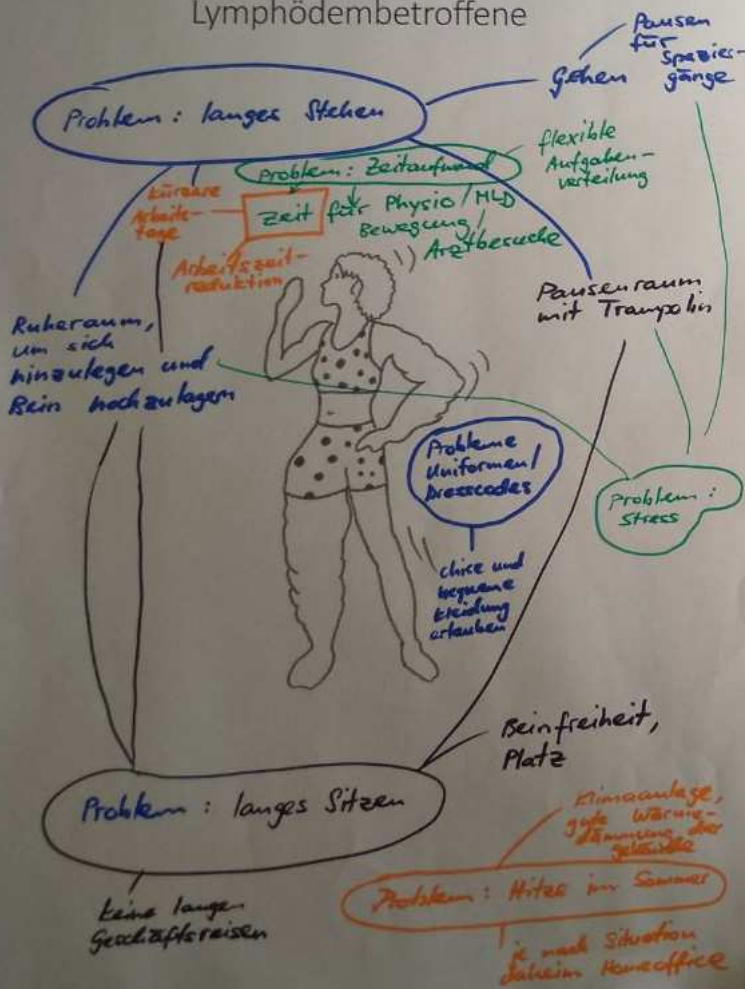 Lymphödembetroffene
Pausen
für
Spazier-
gänge
Gehen
Problem: langes Stehen
Problem: Zeitaufwand
flexible
Aufgaben-
verteilung
kürzere
Arbeits-
tage
Zeit für Physio/MLD
Bewegung/
Arztbesuche
Arbeitszeit-
reduktion
Pausenraum
mit Trampolin
Ruheraum,
um sich
hinzulegen und
Bein hochzulagern
Probleme
Uniformen/
Dresscodes
Problem:
Stress
chice und
bequeme
Kleidung
erlauben
Beinfreiheit,
Platz
Problem: langes Sitzen
Klimaanlage,
gute Wärme-
dämmung der
Gebäude
Problem: Hitze im Sommer
keine langen
Geschäftsreisen
je nach Situation
daheim Homeoffice